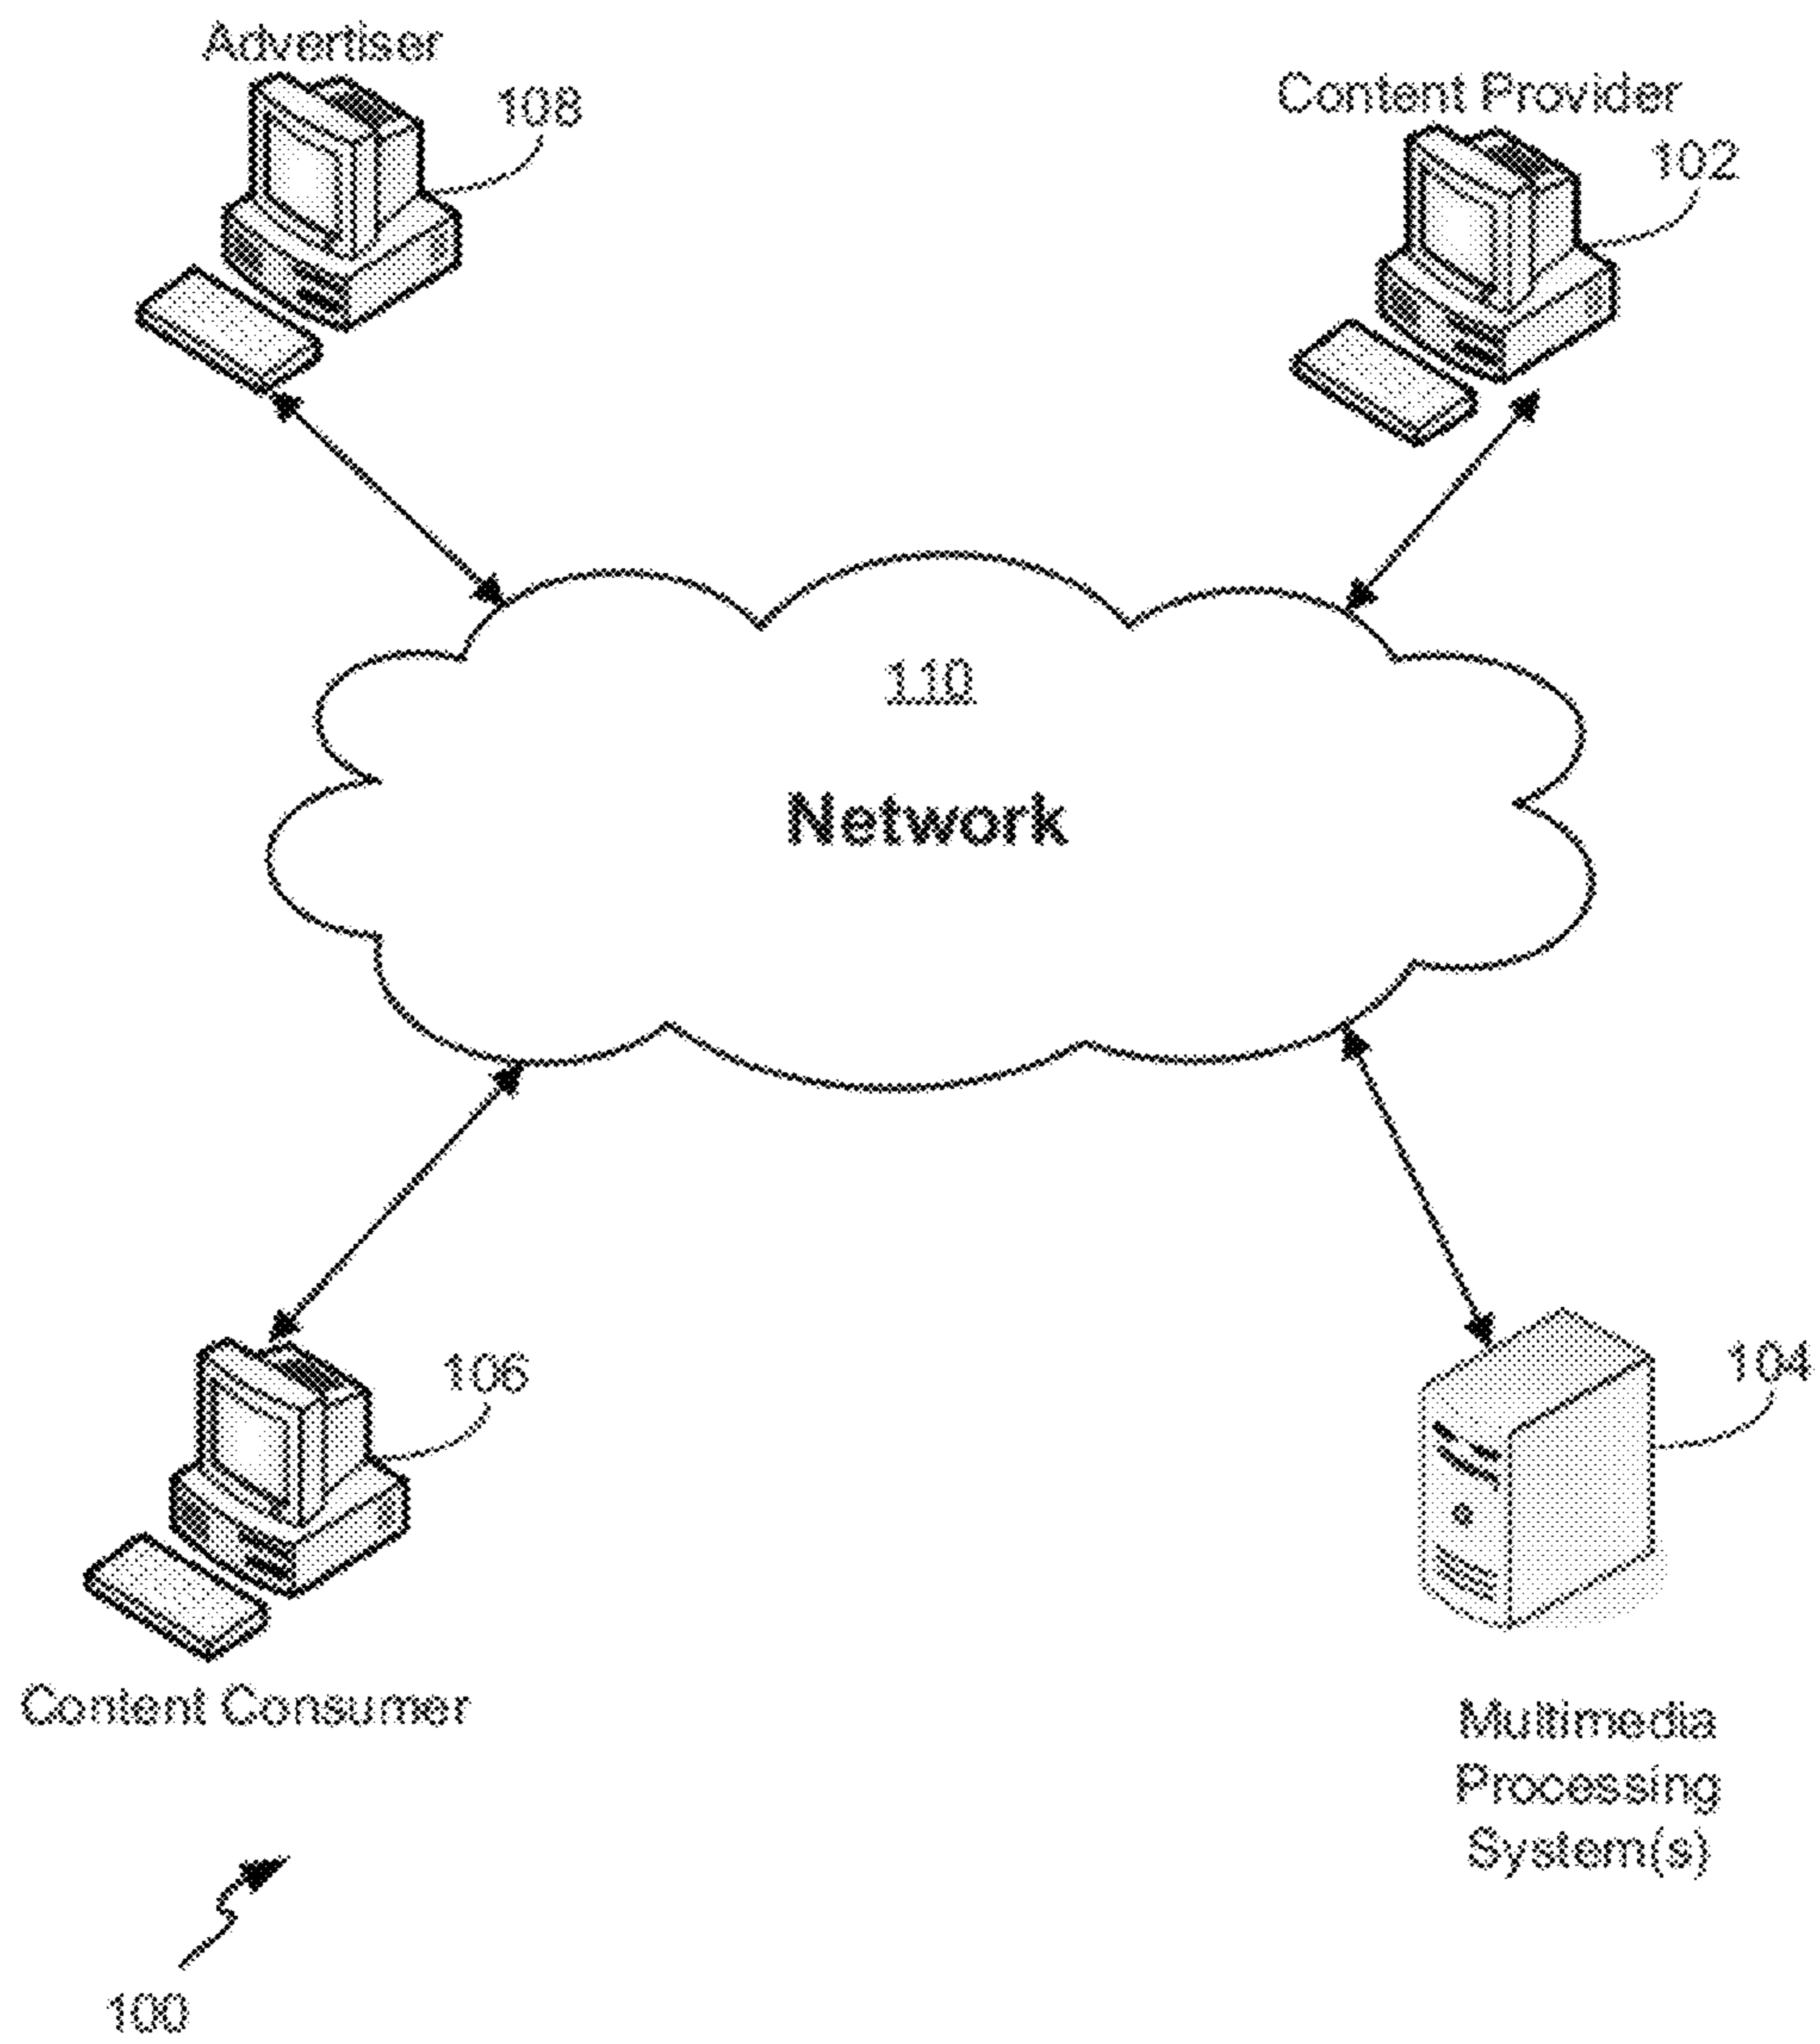 Advertiser
108
Content Provider
102
110
Network
106
104
Content Consumer
Multimedia
Processing
System(s)
100